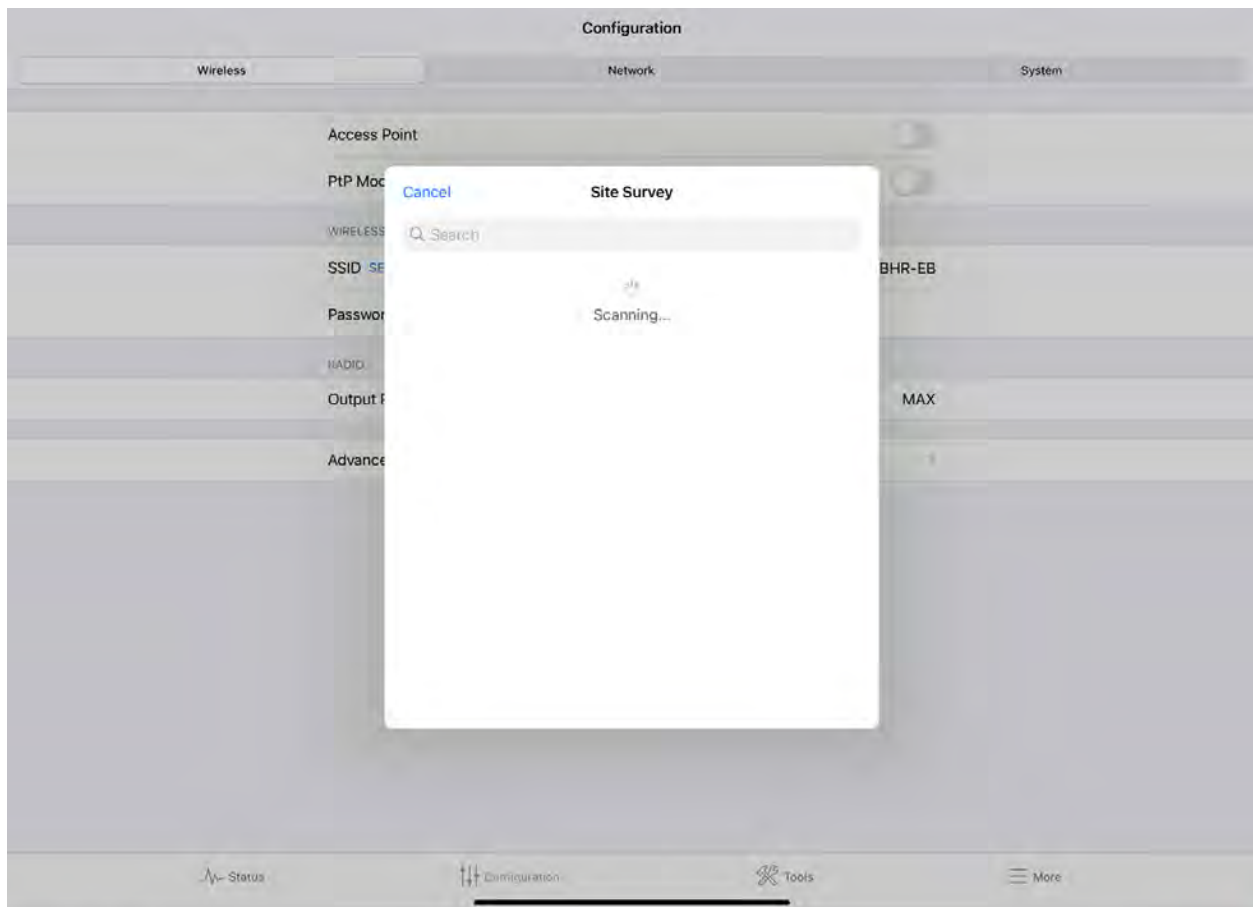 Configuration
Wireless Network System
Access Point
PtP Moc
Cancel Site Survey
WIRELESS
Search
SSID SE BHR-EB
Scanning...
Passwor
RADIO
Output P MAX
Advance
Status Configuration Tools More